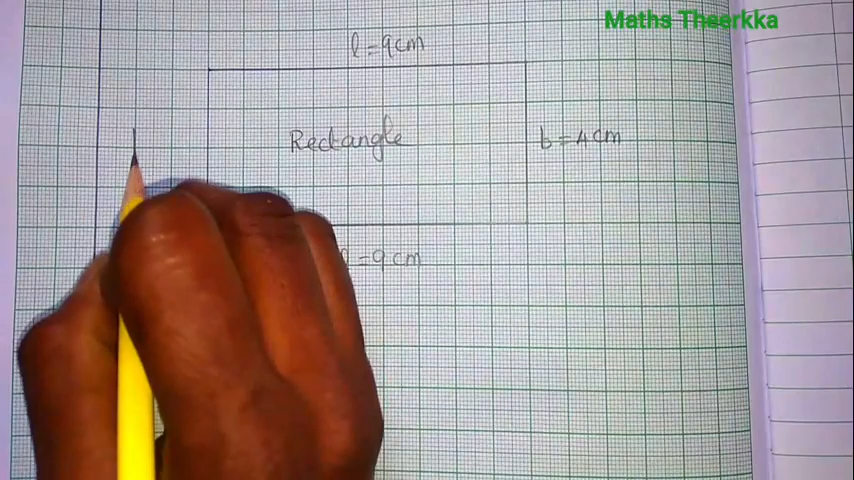 Maths Theerkka
l = 9cm
Rectangle
b = 4cm
l = 9cm